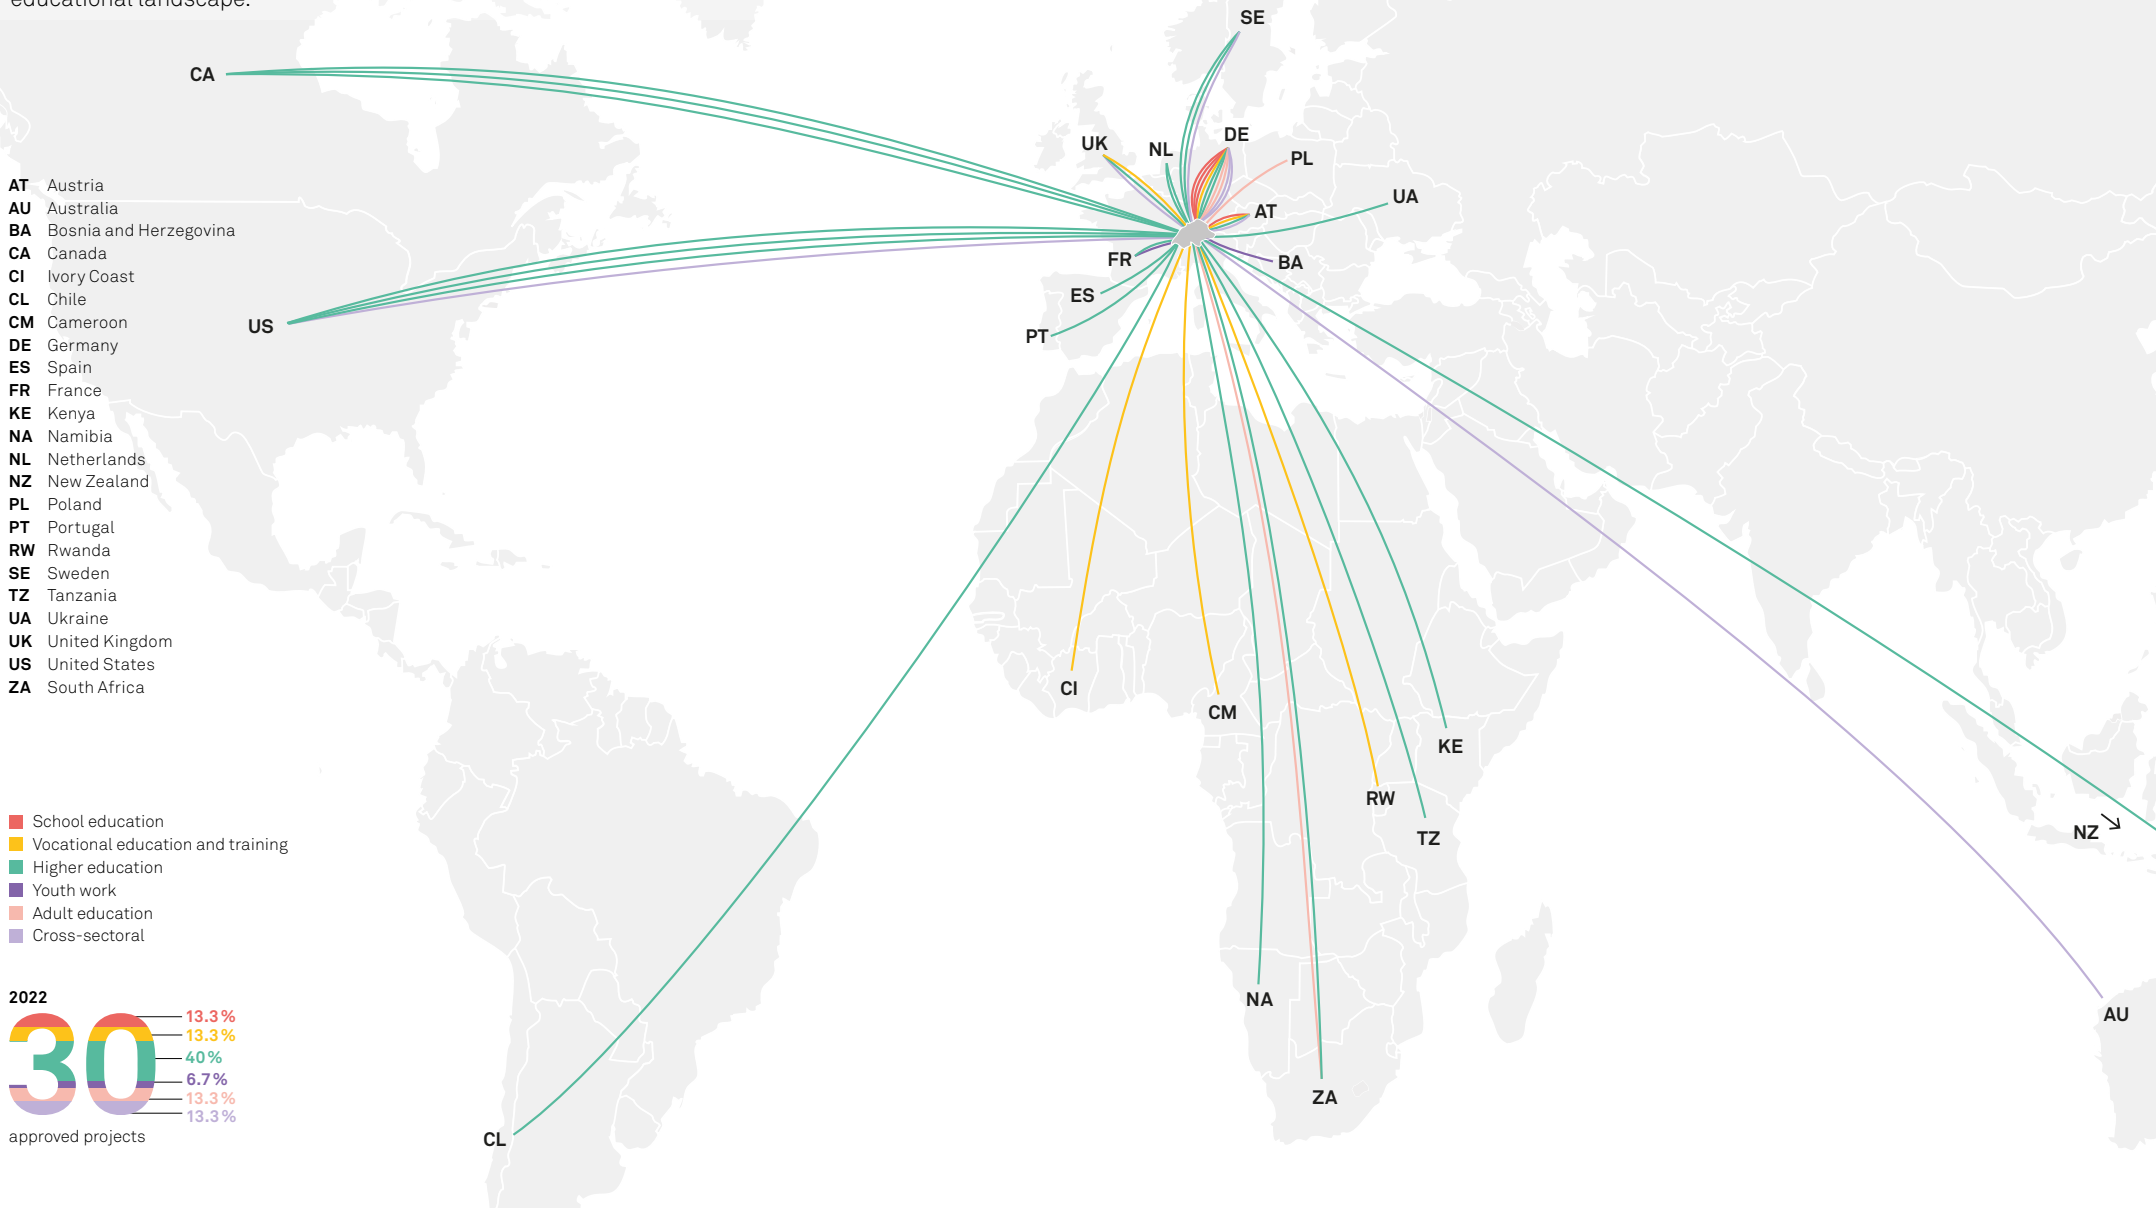 educational landscape.
SE
CA
DE
UK
NL
PL
AT Austria
UA
AU Australia
AT
BA Bosnia and Herzegovina
CA Canada
FR
BA
CI Ivory Coast
CL Chile
ES
CM Cameroon
US
DE Germany
PT
ES Spain
FR France
KE Kenya
NA Namibia
NL Netherlands
NZ New Zealand
PL Poland
PT Portugal
RW Rwanda
SE Sweden
TZ Tanzania
UA Ukraine
UK United Kingdom
US United States
ZA South Africa
CI
CM
KE
RW
TZ
NZ
School education
Vocational education and training
Higher education
Youth work
Adult education
Cross-sectoral
NA
AU
2022
30
13.3 %
13.3 %
40 %
6.7 %
13.3 %
13.3 %
approved projects
ZA
CL